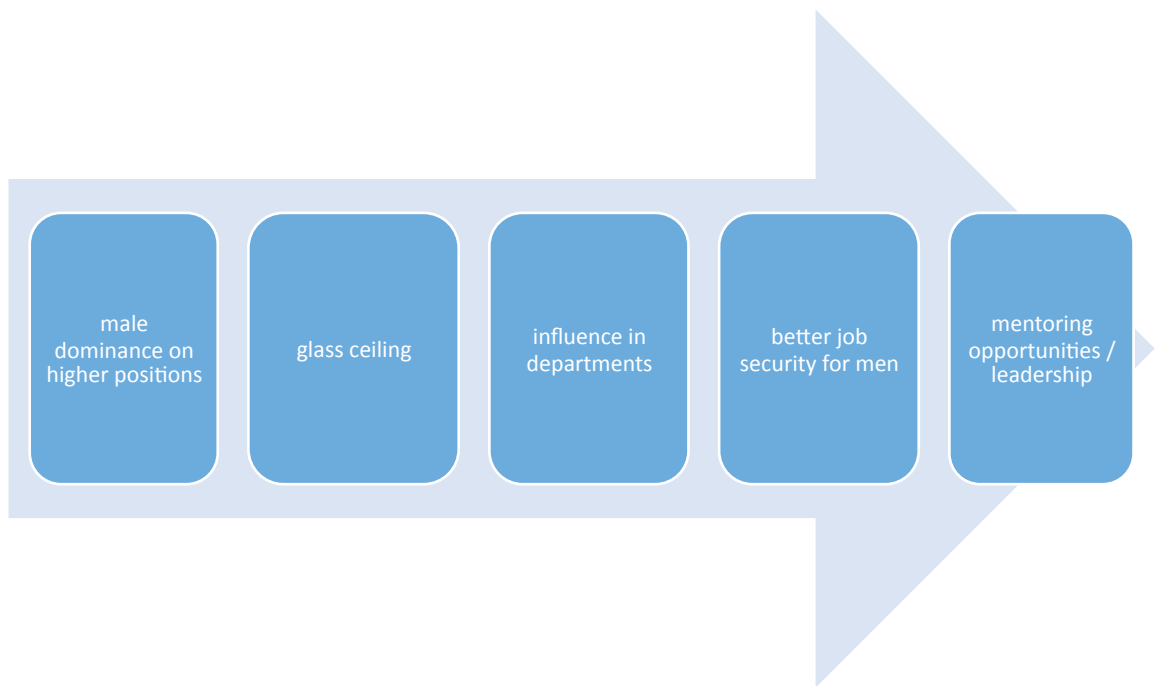 male
dominance on
higher positions
glass ceiling
influence in
departments
better job
security for men
mentoring
opportunities /
leadership